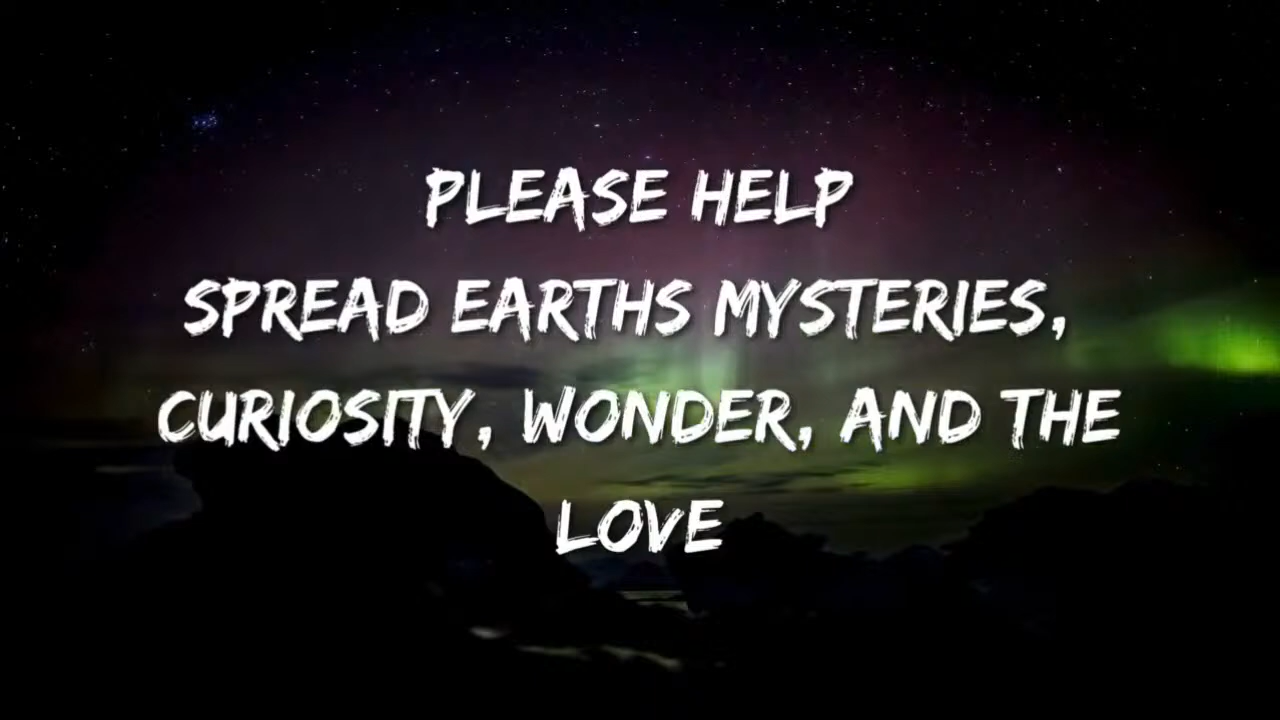 PLEASE HELP
SPREAD EARTHS MYSTERIES,
CURIOSITY, WONDER, AND THE
LOVE